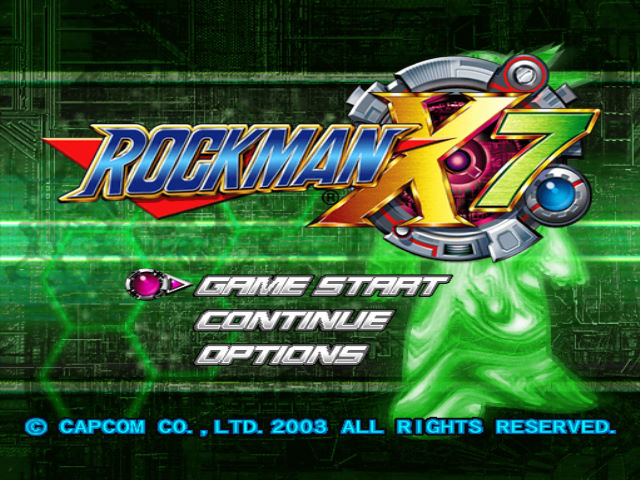 ROCKMAN X7
®
GAME START
CONTINUE
OPTIONS
© CAPCOM CO.,LTD.2003 ALL RIGHTS RESERVED.